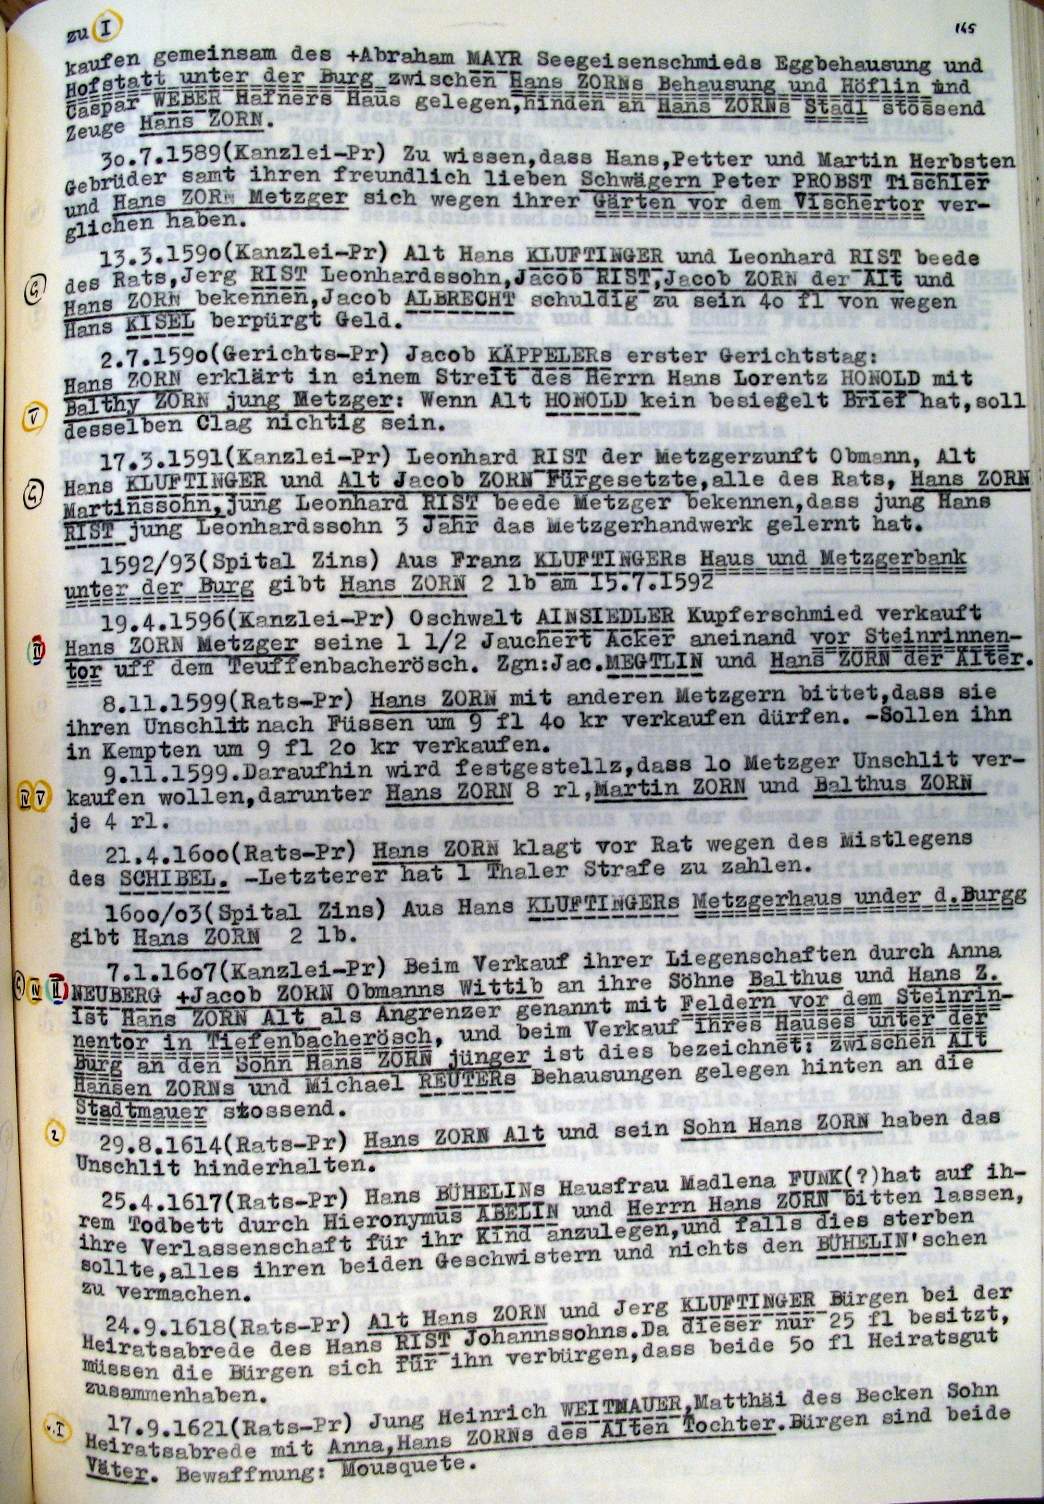 zu I
145
kaufen gemeinsam des +Abraham MAYR Seegeisenschmieds Eggbehausung und
Hofstatt unter der Burg zwischen Hans ZORNs Behausung und Höflin und
Caspar WEBER Hafners Haus gelegen,hinden an Hans ZORNs Stadl stossend
Zeuge Hans ZORN.
3o.7.1589(Kanzlei-Pr) Zu wissen,dass Hans,Petter und Martin Herbsten
Gebrüder samt ihren freundlich lieben Schwägern Peter PROBST Tischler
und Hans ZORN Metzger sich wegen ihrer Gärten vor dem Vischertor ver-
glichen haben.
13.3.159o(Kanzlei-Pr) Alt Hans KLUFTINGER und Leonhard RIST beede
des Rats,Jerg RIST Leonhardssohn,Jacob RIST,Jacob ZORN der Alt und
Hans ZORN bekennen,Jacob ALBRECHT schuldig zu sein 4o fl von wegen
Hans KISEL berpürgt Geld.
2.7.159o(Gerichts-Pr) Jacob KÄPPELERs erster Gerichtstag:
Hans ZORN erklärt in einem Streit des Herrn Hans Lorentz HONOLD mit
V Balthy ZORN jung Metzger: Wenn Alt HONOLD kein besiegelt Brief hat,soll
desselben Clag nichtig sein.
17.3.1591(Kanzlei-Pr) Leonhard RIST der Metzgerzunft Obmann, Alt
Hans KLUFTINGER und Alt Jacob ZORN Fürgesetzte,alle des Rats, Hans ZORN
Martinssohn,jung Leonhard RIST beede Metzger bekennen,dass jung Hans
RIST jung Leonhardssohn 3 Jahr das Metzgerhandwerk gelernt hat.
1592/93(Spital Zins) Aus Franz KLUFTINGERs Haus und Metzgerbank
unter der Burg gibt Hans ZORN 2 lb am 15.7.1592
19.4.1596(Kanzlei-Pr) Oschwalt AINSIEDLER Kupferschmied verkauft
Hans ZORN Metzger seine 1 1/2 Jauchert Acker aneinand vor Steinrinnen-
tor uff dem Teuffenbacherösch. Zgn:Jac.MEGTLIN und Hans ZORN der Alter.
8.11.1599(Rats-Pr) Hans ZORN mit anderen Metzgern bittet,dass sie
ihren Unschlit nach Füssen um 9 fl 4o kr verkaufen dürfen. -Sollen ihn
in Kempten um 9 fl 2o kr verkaufen.
9.11.1599.Daraufhin wird festgestellz,dass 1o Metzger Unschlit ver-
IV V kaufen wollen,darunter Hans ZORN 8 rl,Martin ZORN und Balthus ZORN
je 4 rl.
21.4.16oo(Rats-Pr) Hans ZORN klagt vor Rat wegen des Mistlegens
des SCHIBEL. -Letzterer hat 1 Thaler Strafe zu zahlen.
16oo/o3(Spital Zins) Aus Hans KLUFTINGERs Metzgerhaus under d.Burgg
gibt Hans ZORN 2 lb.
7.1.16o7(Kanzlei-Pr) Beim Verkauf ihrer Liegenschaften durch Anna
NEUBERG +Jacob ZORN Obmanns Wittib an ihre Söhne Balthus und Hans Z.
ist Hans ZORN Alt als Angrenzer genannt mit Feldern vor dem Steinrin-
nentor in Tiefenbacherösch, und beim Verkauf ihres Hauses unter der
Burg an den Sohn Hans ZORN jünger ist dies bezeichnet: zwischen Alt
Hansen ZORNs und Michael REUTERs Behausungen gelegen hinten an die
Stadtmauer stossend.
2 29.8.1614(Rats-Pr) Hans ZORN Alt und sein Sohn Hans ZORN haben das
Unschlit hinderhalten.
25.4.1617(Rats-Pr) Hans BÜHELINs Hausfrau Madlena FUNK(?)hat auf ih-
rem Todbett durch Hieronymus ABELIN und Herrn Hans ZORN bitten lassen,
ihre Verlassenschaft für ihr Kind anzulegen,und falls dies sterben
sollte,alles ihren beiden Geschwistern und nichts den BÜHELIN'schen
zu vermachen.
24.9.1618(Rats-Pr) Alt Hans ZORN und Jerg KLUFTINGER Bürgen bei der
Heiratsabrede des Hans RIST Johannssohns.Da dieser nur 25 fl besitzt,
müssen die Bürgen sich für ihn verbürgen,dass beide 5o fl Heiratsgut
zusammenhaben.
17.9.1621(Rats-Pr) Jung Heinrich WEITMAUER,Matthäi des Becken Sohn
Heiratsabrede mit Anna,Hans ZORNs des Alten Tochter.Bürgen sind beide
Väter. Bewaffnung: Mousquete.